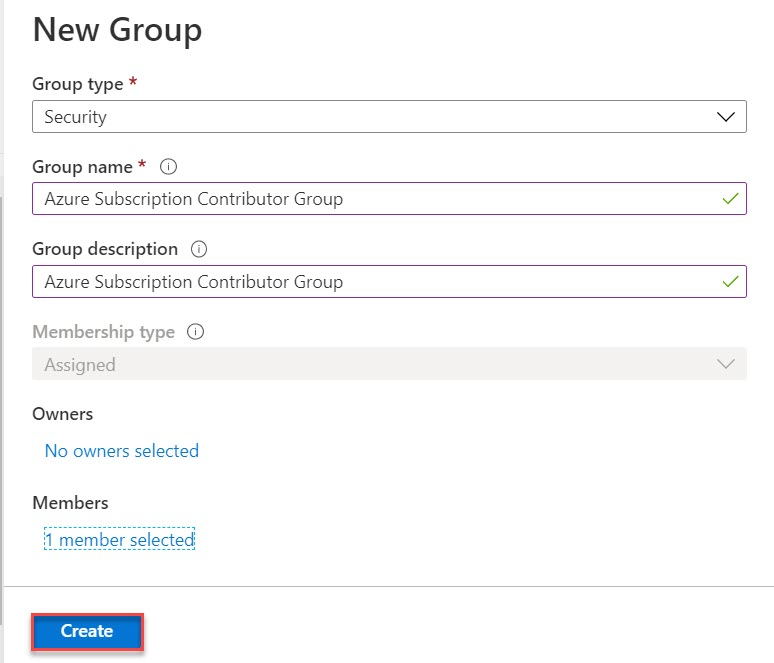 New Group
Group type *
Security
Group name *
Azure Subscription Contributor Group
Group description
Azure Subscription Contributor Group
Membership type
Assigned
Owners
No owners selected
Members
1 member selected
Create